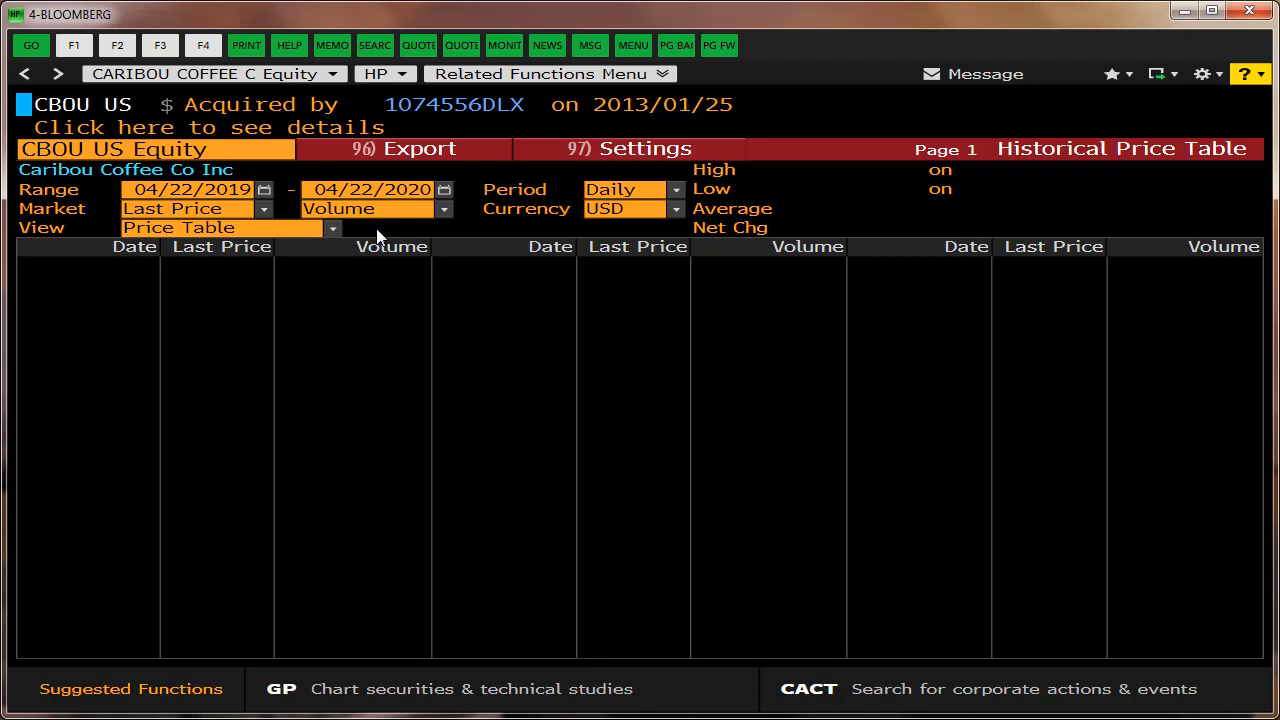 4-BLOOMBERG
GO F1 F2 F3 F4 PRINT HELP MEMO SEARC QUOTE QUOTE MONIT NEWS MSG MENU PG BAC PG FW
< > CARIBOU COFFEE C Equity HP Related Functions Menu Message ?
CBOU US $ Acquired by 1074556DLX on 2013/01/25
Click here to see details
CBOU US Equity 96) Export 97) Settings Page 1 Historical Price Table
Caribou Coffee Co Inc High on
Range 04/22/2019 - 04/22/2020 Period Daily Low on
Market Last Price Volume Currency USD Average
View Price Table Net Chg
Date Last Price Volume Date Last Price Volume Date Last Price Volume
Suggested Functions GP Chart securities & technical studies CACT Search for corporate actions & events